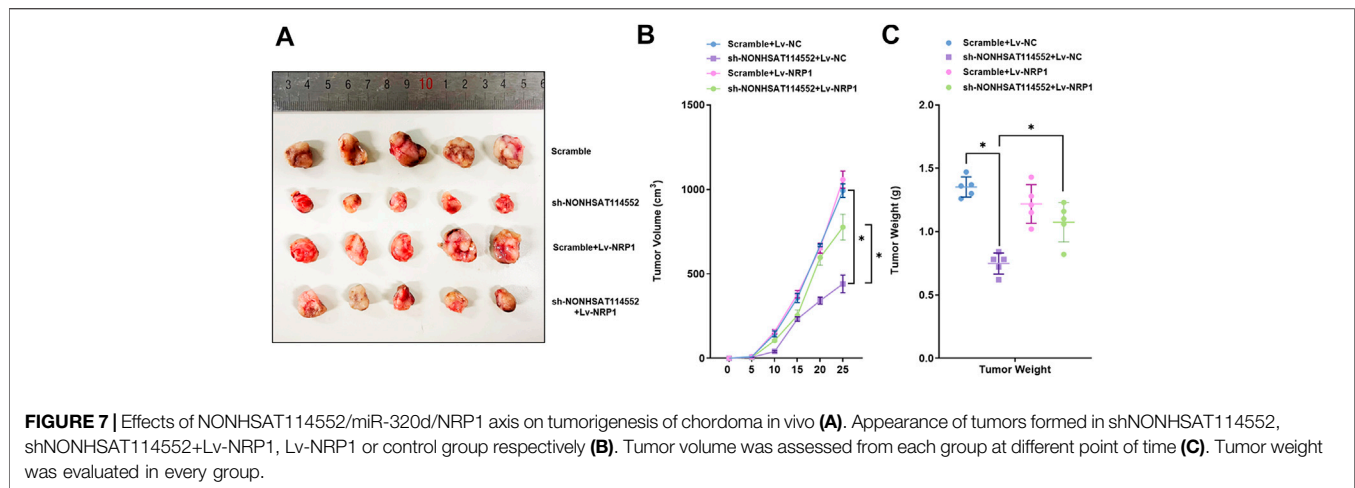 A
3 4 5 6 7 8 9 10 1 2 3 4 5 6
Scramble
sh-NONHSAT114552
Scramble+Lv-NRP1
sh-NONHSAT114552
+Lv-NRP1
B
Scramble+Lv-NC
sh-NONHSAT114552+Lv-NC
Scramble+Lv-NRP1
sh-NONHSAT114552+Lv-NRP1
Tumor Volume (cm³)
1500
1000
500
0
0 5 10 15 20 25
*
*
C
Scramble+Lv-NC
sh-NONHSAT114552+Lv-NC
Scramble+Lv-NRP1
sh-NONHSAT114552+Lv-NRP1
Tumor Weight (g)
2.0
1.5
1.0
0.5
0.0
*
*
Tumor Weight
FIGURE 7 | Effects of NONHSAT114552/miR-320d/NRP1 axis on tumorigenesis of chordoma in vivo (A). Appearance of tumors formed in shNONHSAT114552,
shNONHSAT114552+Lv-NRP1, Lv-NRP1 or control group respectively (B). Tumor volume was assessed from each group at different point of time (C). Tumor weight
was evaluated in every group.